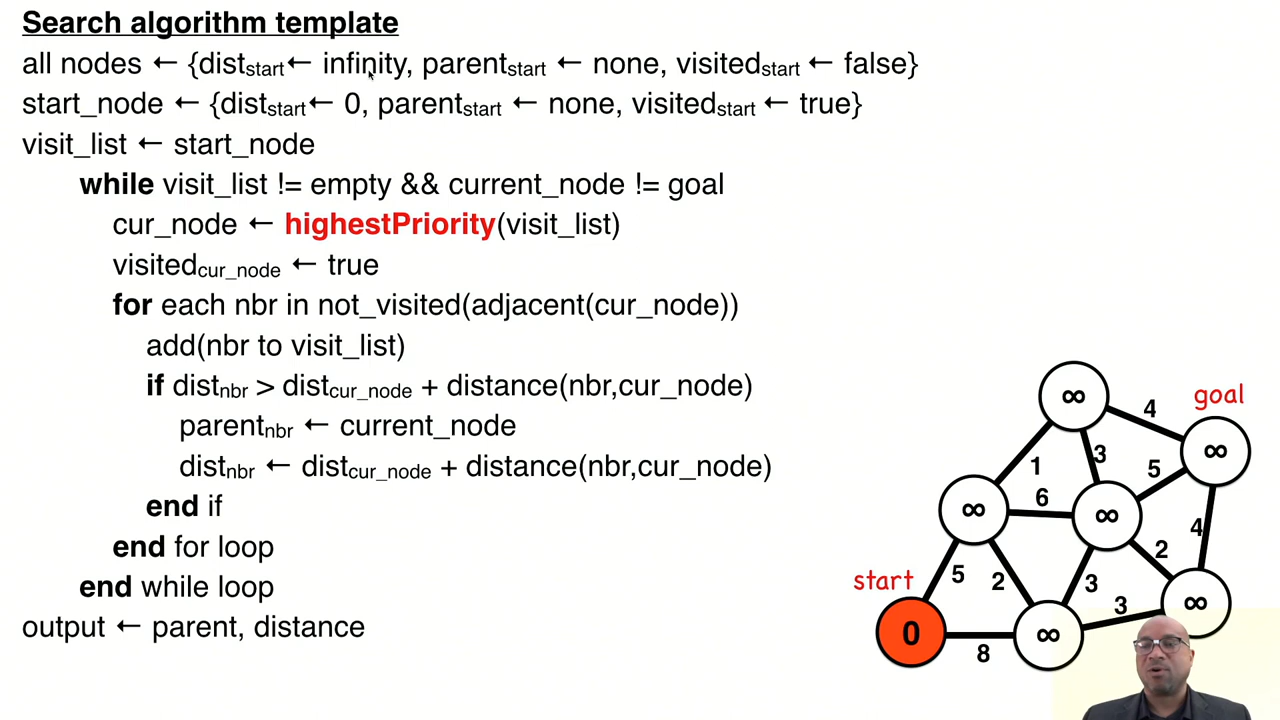 Search algorithm template
all nodes ← {dist_start ← infinity, parent_start ← none, visited_start ← false}
start_node ← {dist_start ← 0, parent_start ← none, visited_start ← true}
visit_list ← start_node
while visit_list != empty && current_node != goal
cur_node ← highestPriority(visit_list)
visited_cur_node ← true
for each nbr in not_visited(adjacent(cur_node))
add(nbr to visit_list)
if dist_nbr > dist_cur_node + distance(nbr,cur_node)
parent_nbr ← current_node
dist_nbr ← dist_cur_node + distance(nbr,cur_node)
end if
end for loop
end while loop
output ← parent, distance
∞
4
goal
∞
1
3
5
∞
6
∞
4
2
start
5
2
3
3
∞
0
8
∞